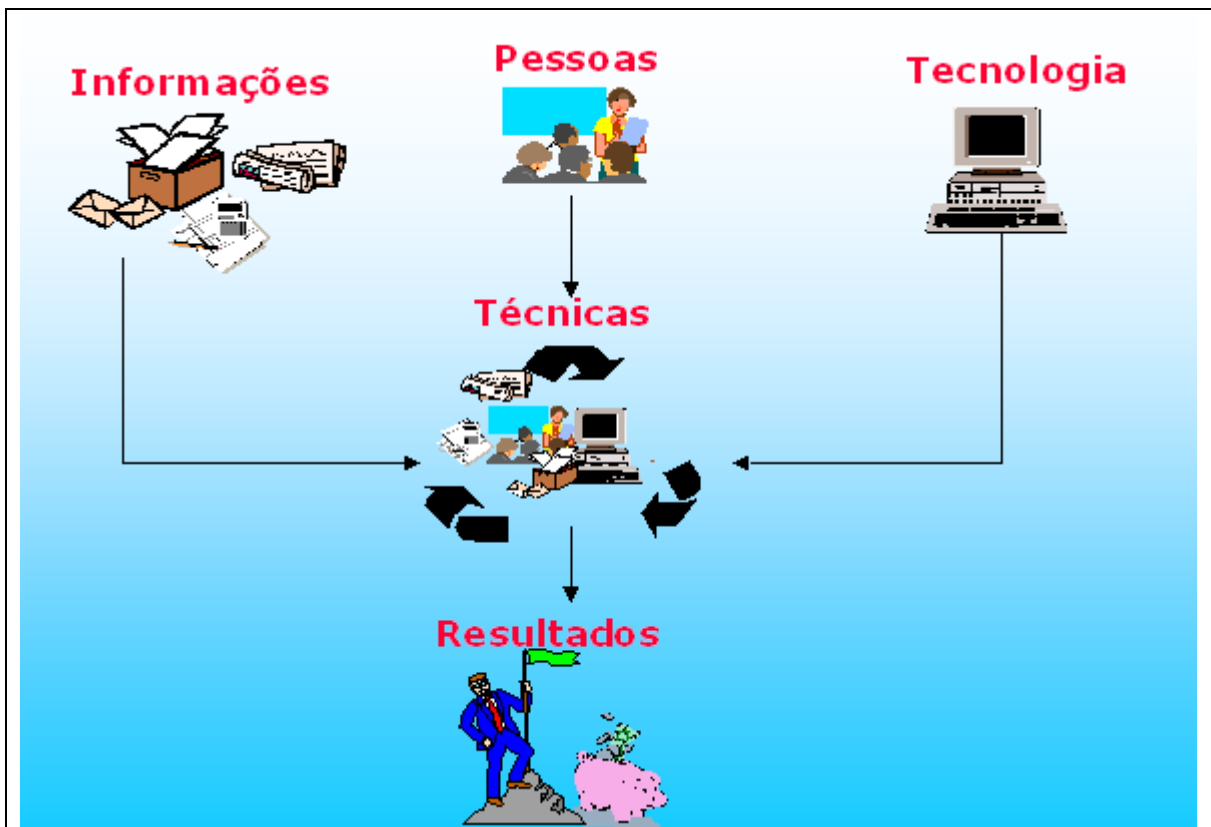 Informações
Pessoas
Tecnologia
Técnicas
Resultados